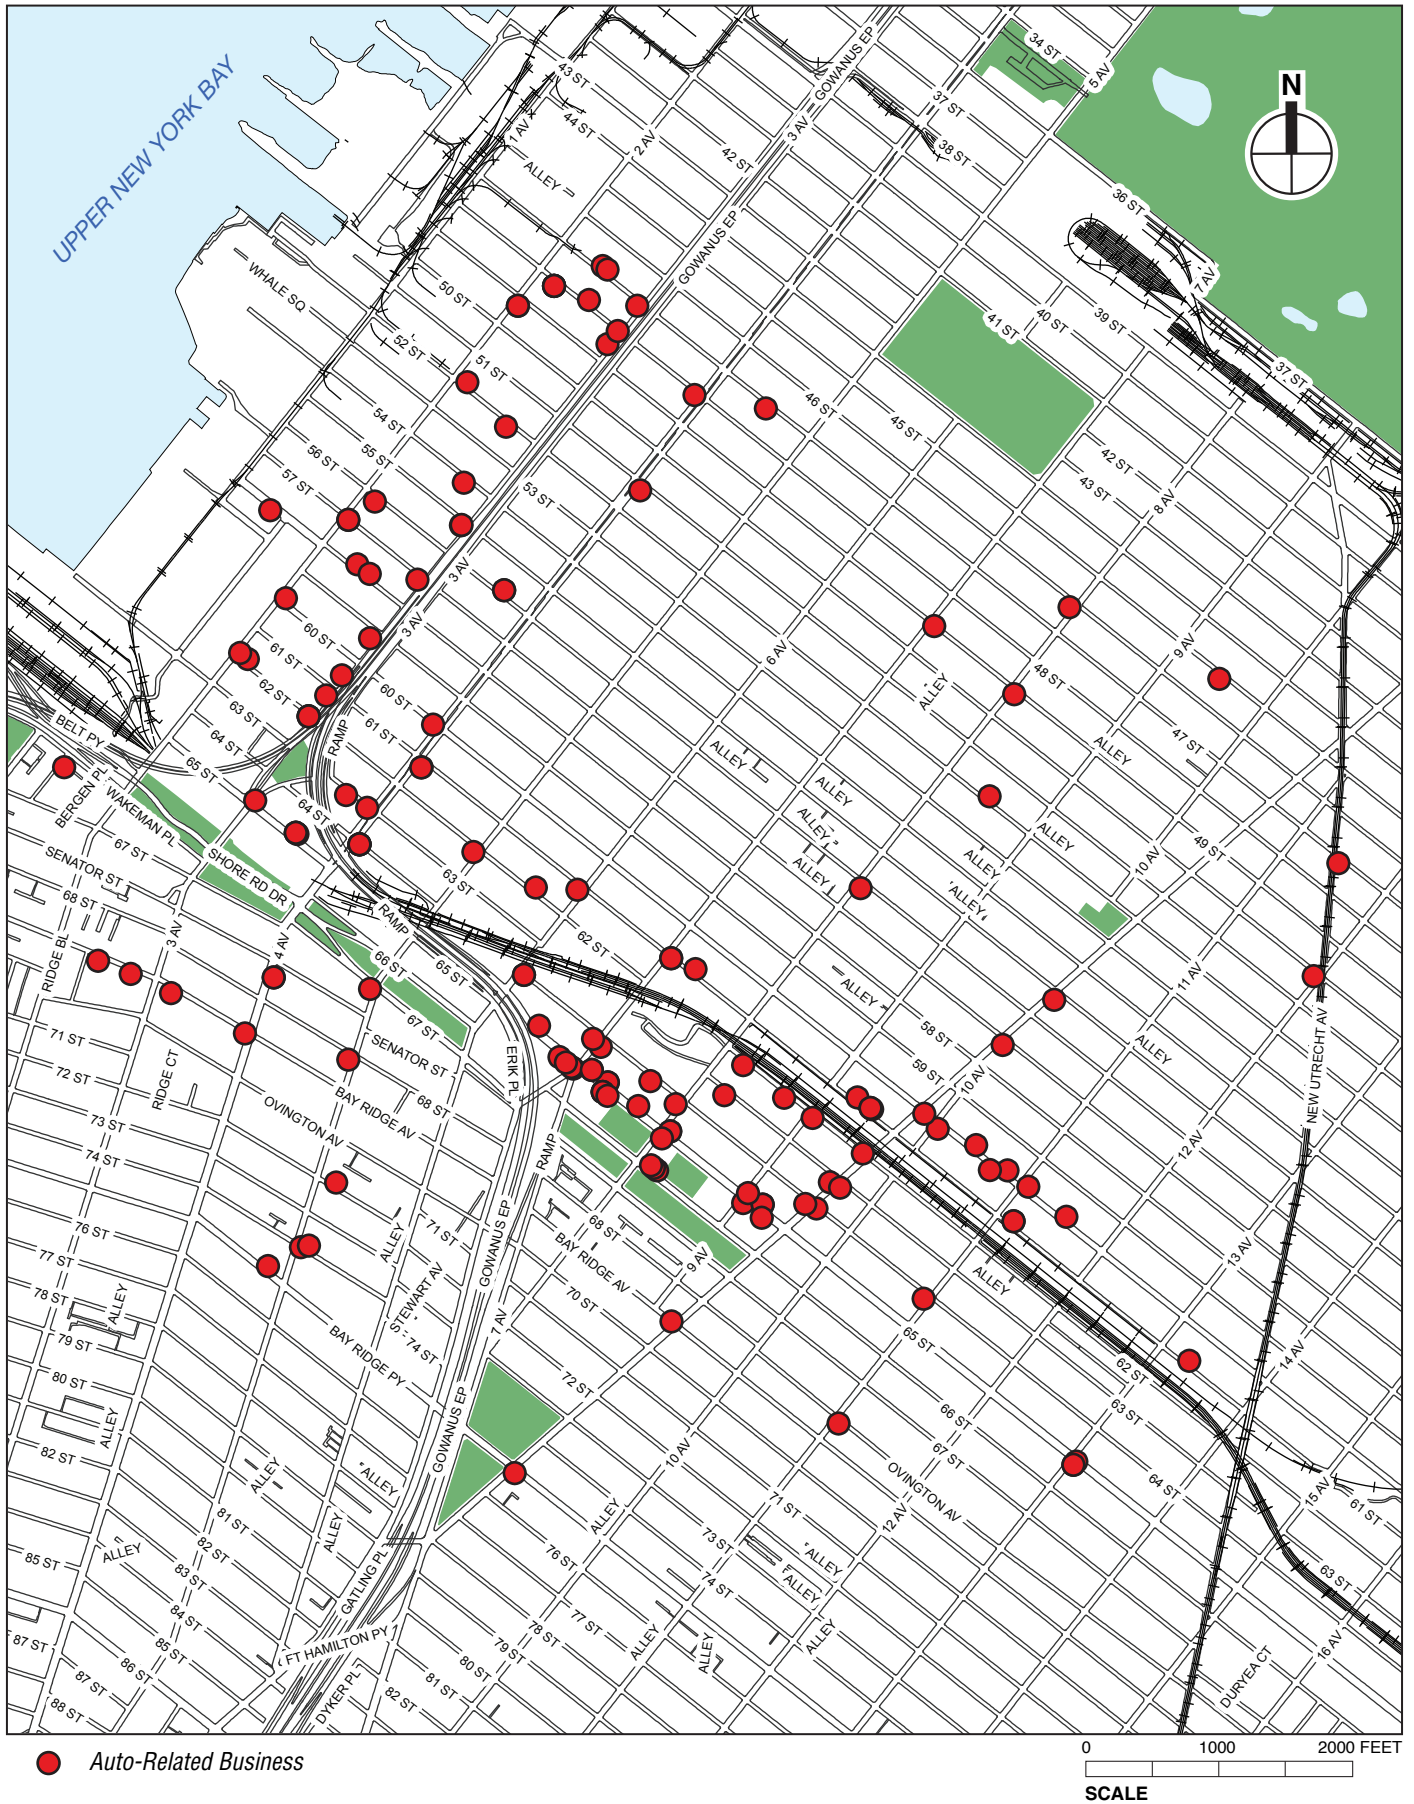 34 ST
5 AV
GOWANUS EP
UPPER NEW YORK BAY
43 ST
37 ST
N
1 AV
44 ST
2 AV
3 AV
42 ST
38 ST
ALLEY
36 ST
GOWANUS EP
7 AV
WHALE SQ
50 ST
41 ST
40 ST
39 ST
52 ST
51 ST
37 ST
54 ST
46 ST
45 ST
55 ST
56 ST
57 ST
42 ST
43 ST
53 ST
8 AV
3 AV
3 AV
60 ST
61 ST
62 ST
6 AV
9 AV
48 ST
63 ST
60 ST
ALLEY
BELT PY
64 ST
61 ST
RAMP
47 ST
65 ST
ALLEY
ALLEY
BERGEN PL
WAKEMAN PL
64 ST
ALLEY
ALLEY
ALLEY
49 ST
67 ST
SENATOR ST
SHORE RD DR
63 ST
ALLEY
ALLEY
10 AV
68 ST
ALLEY
RAMP
3 AV
4 AV
62 ST
RIDGE BL
66 ST
65 ST
ALLEY
11 AV
71 ST
67 ST
58 ST
NEW UTRECHT AV
SENATOR ST
ERIK PL
59 ST
ALLEY
72 ST
RIDGE CT
10 AV
BAY RIDGE AV
68 ST
73 ST
OVINGTON AV
12 AV
74 ST
RAMP
76 ST
71 ST
68 ST
77 ST
ALLEY
GOWANUS EP
BAY RIDGE AV
9 AV
13 AV
78 ST
ALLEY
STEWART AV
70 ST
ALLEY
79 ST
7 AV
65 ST
74 ST
BAY RIDGE PY
14 AV
80 ST
72 ST
62 ST
ALLEY
GOWANUS EP
66 ST
63 ST
82 ST
10 AV
67 ST
ALLEY
ALLEY
OVINGTON AV
64 ST
15 AV
71 ST
61 ST
81 ST
ALLEY
ALLEY
12 AV
82 ST
73 ST
85 ST
ALLEY
76 ST
ALLEY
83 ST
GATLING PL
74 ST
ALLEY
63 ST
84 ST
77 ST
87 ST
85 ST
FT HAMILTON PY
78 ST
ALLEY
ALLEY
ALLEY
16 AV
86 ST
79 ST
87 ST
80 ST
DURYEA CT
88 ST
DYKER PL
81 ST
82 ST
Auto-Related Business
0 1000 2000 FEET
SCALE